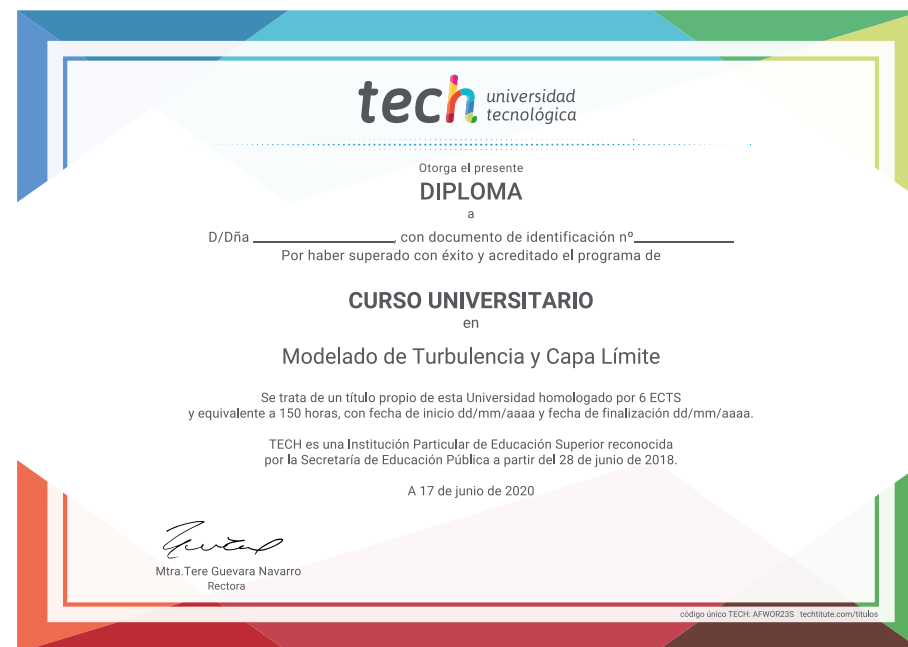 tech universidad
tecnológica
Otorga el presente
DIPLOMA
a
D/Dña ____________, con documento de identificación nº____________
Por haber superado con éxito y acreditado el programa de
CURSO UNIVERSITARIO
en
Modelado de Turbulencia y Capa Límite
Se trata de un título propio de esta Universidad homologado por 6 ECTS
y equivalente a 150 horas, con fecha de inicio dd/mm/aaaa y fecha de finalización dd/mm/aaaa.
TECH es una Institución Particular de Educación Superior reconocida
por la Secretaría de Educación Pública a partir del 28 de junio de 2018.
A 17 de junio de 2020
Mtra.Tere Guevara Navarro
Rectora
código único TECH: AFWOR23S techtitute.com/titulos